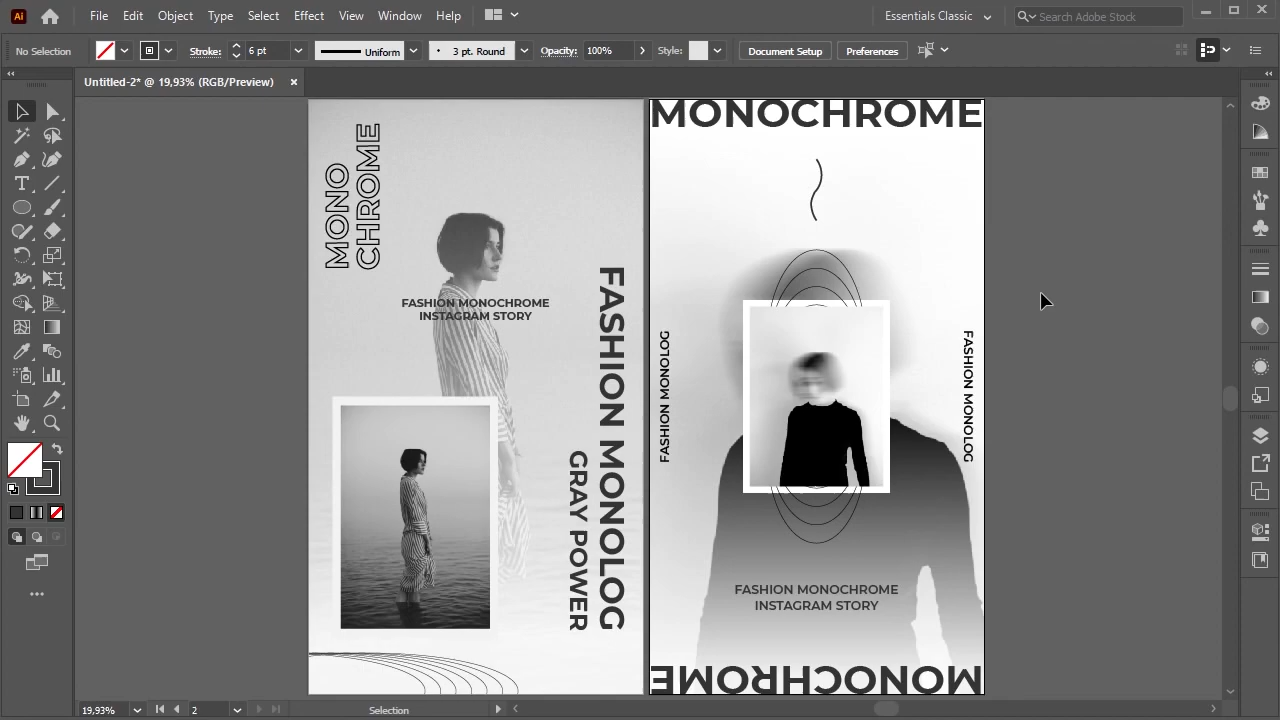 Ai
File Edit Object Type Select Effect View Window Help
Essentials Classic
Search Adobe Stock
No Selection
Stroke:
6 pt
Uniform
3 pt. Round
Opacity:
100%
Style:
Document Setup
Preferences
Untitled-2* @ 19,93% (RGB/Preview)
MONO
CHROME
FASHION MONOCHROME
INSTAGRAM STORY
FASHION MONOLOG
GRAY POWER
MONOCHROME
FASHION MONOLOG
FASHION MONOLOG
FASHION MONOCHROME
INSTAGRAM STORY
MONOCHROME
19,93%
2
Selection